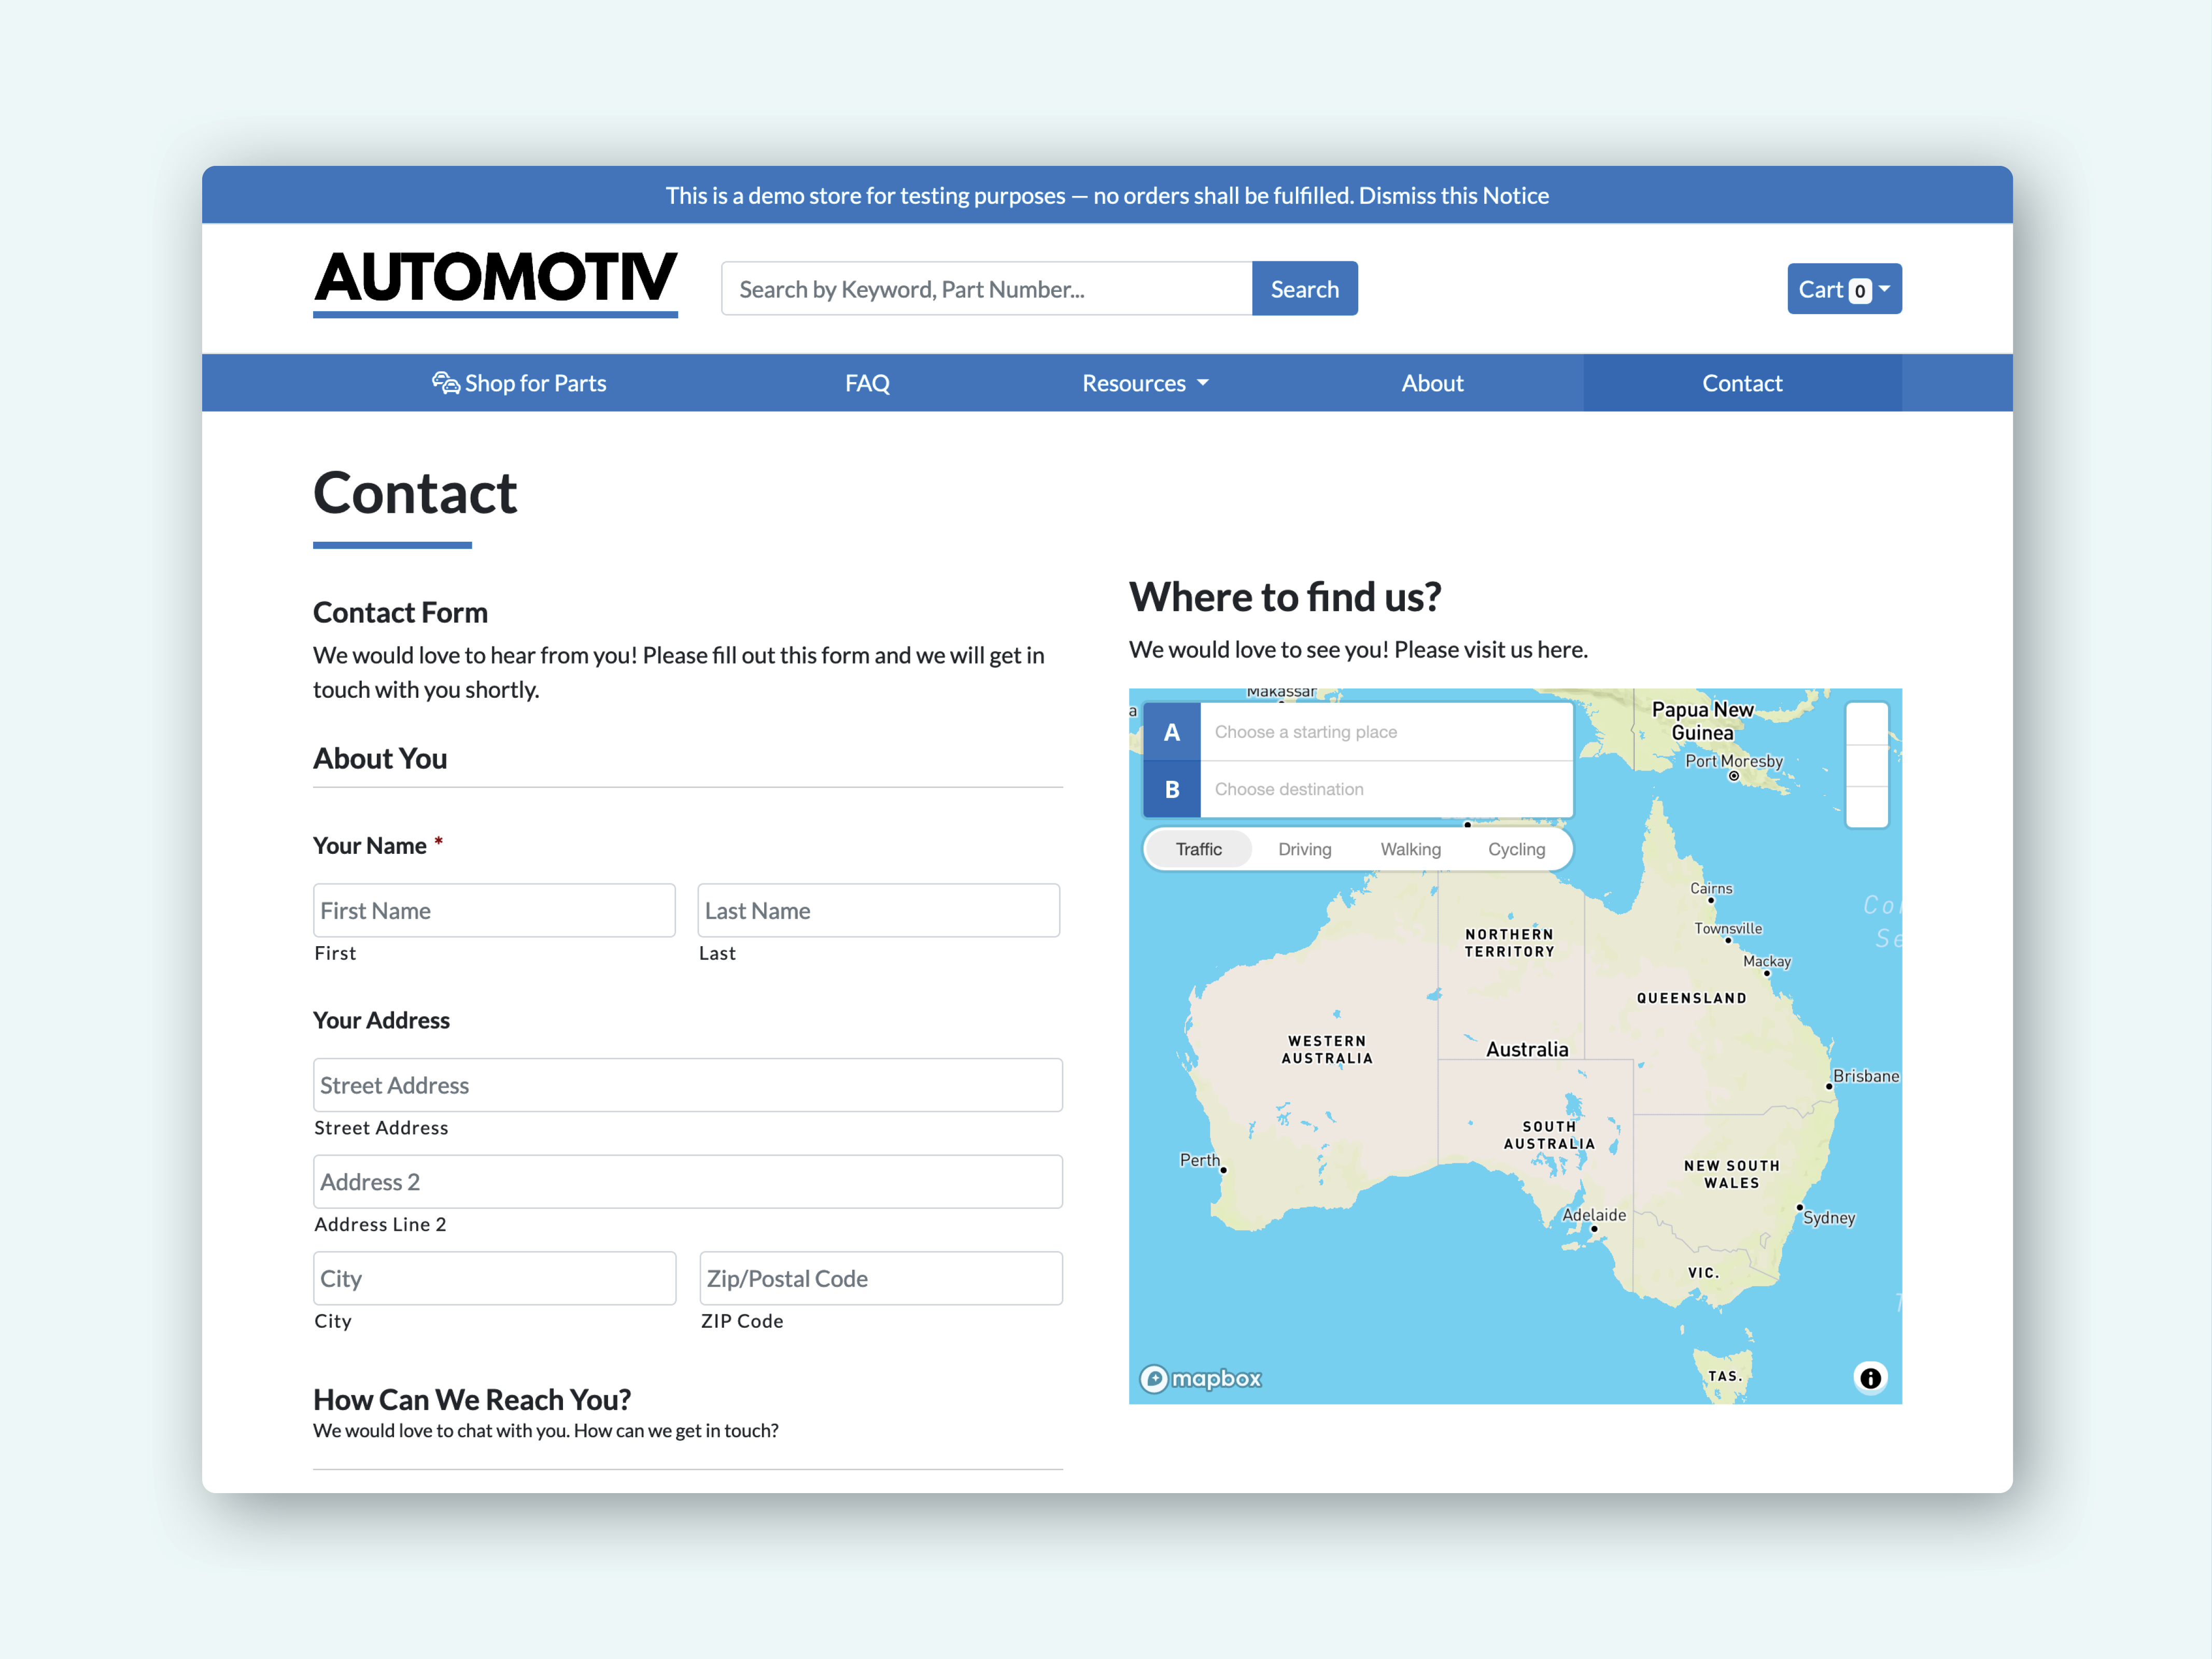 This is a demo store for testing purposes — no orders shall be fulfilled. Dismiss this Notice
AUTOMOTIV
Search by Keyword, Part Number...
Search
Cart 0
Shop for Parts
FAQ
Resources
About
Contact
Contact
Contact Form
We would love to hear from you! Please fill out this form and we will get in
touch with you shortly.
About You
Your Name *
First Name
Last Name
First
Last
Your Address
Street Address
Street Address
Address 2
Address Line 2
City
Zip/Postal Code
City
ZIP Code
How Can We Reach You?
We would love to chat with you. How can we get in touch?
Where to find us?
We would love to see you! Please visit us here.
Makassar
a
A
Choose a starting place
B
Choose destination
Traffic
Driving
Walking
Cycling
Papua New
Guinea
Port Moresby
Cairns
Townsville
Mackay
Col
Se
NORTHERN
TERRITORY
QUEENSLAND
WESTERN
AUSTRALIA
Australia
Brisbane
SOUTH
AUSTRALIA
Perth
NEW SOUTH
WALES
Adelaide
Sydney
VIC.
T
TAS.
mapbox